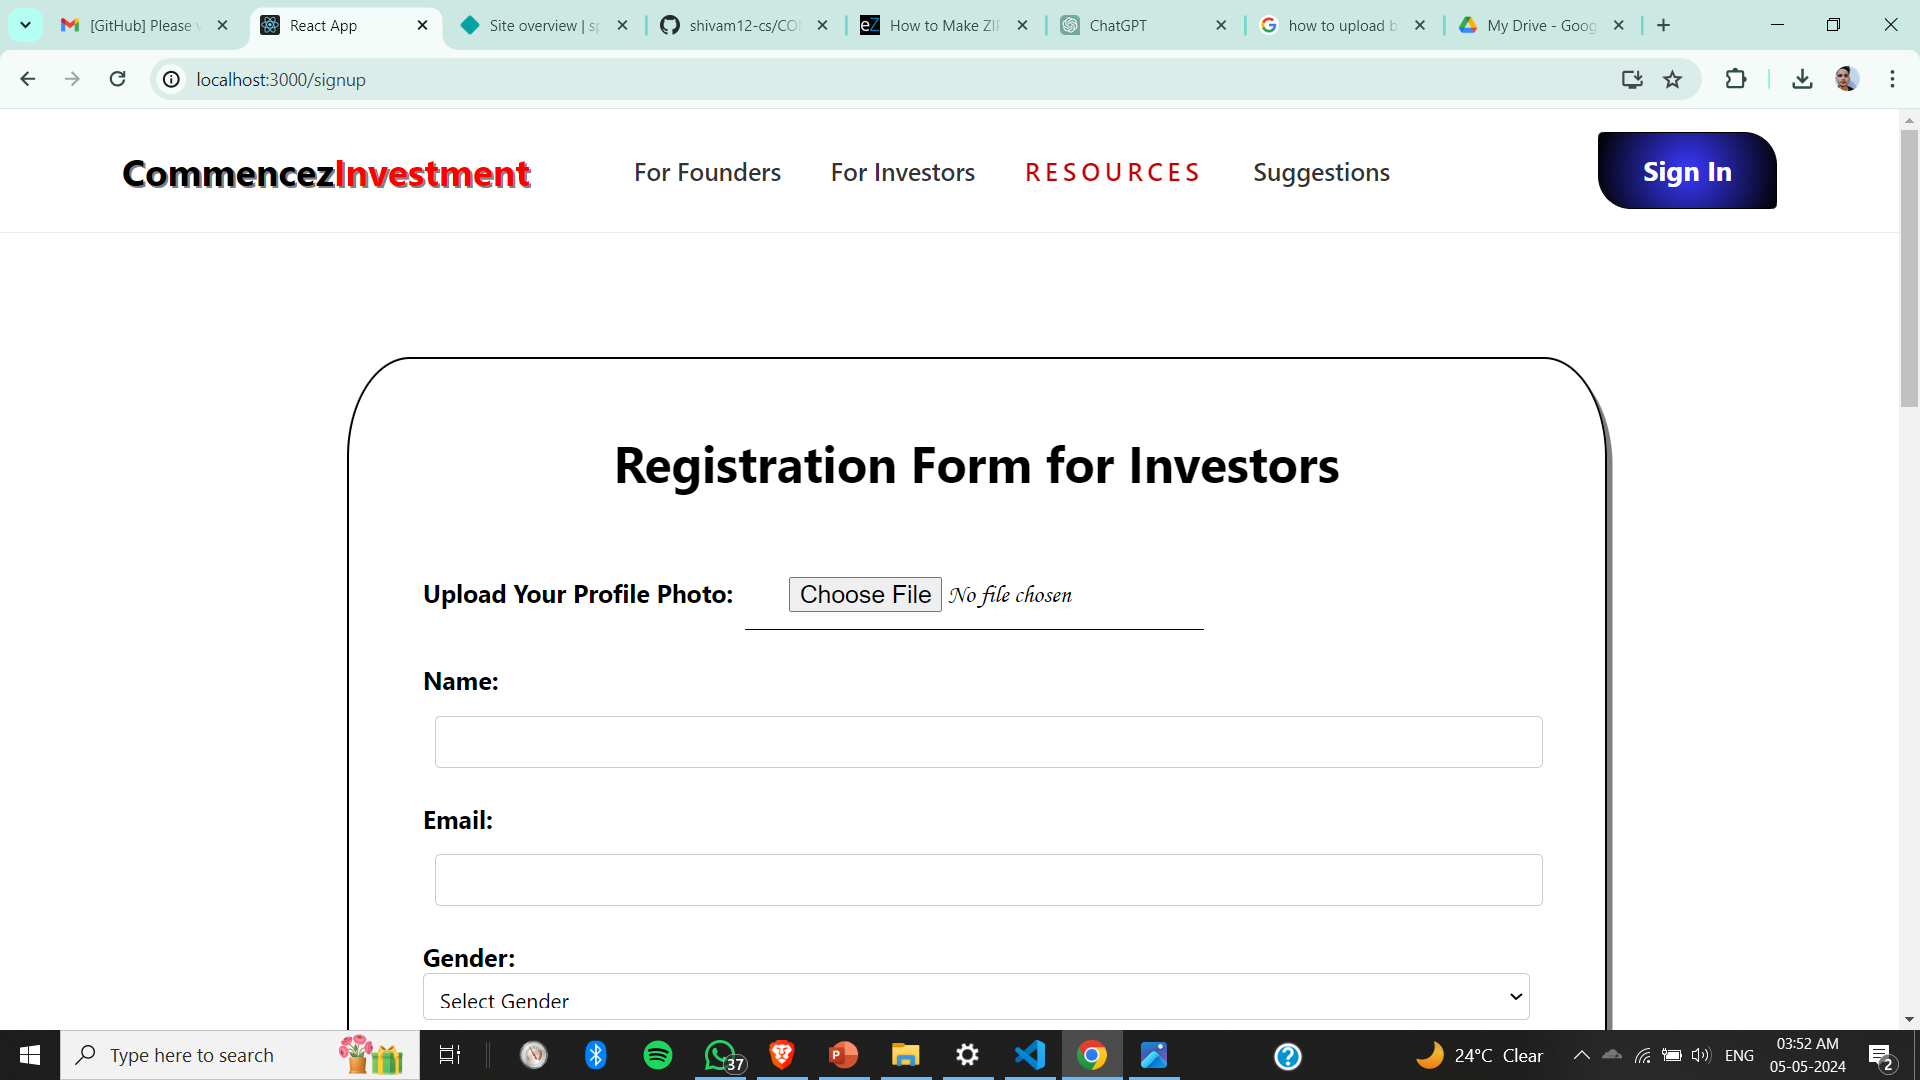 [GitHub] Please v
React App
Site overview | sp
shivam12-cs/COI
How to Make ZIP
ChatGPT
how to upload b
My Drive - Goog
localhost:3000/signup
CommencezInvestment
For Founders
For Investors
RESOURCES
Suggestions
Sign In
Registration Form for Investors
Upload Your Profile Photo:
Choose File No file chosen
Name:
Email:
Gender:
Select Gender
Type here to search
37
24°C Clear
ENG
03:52 AM
05-05-2024
2